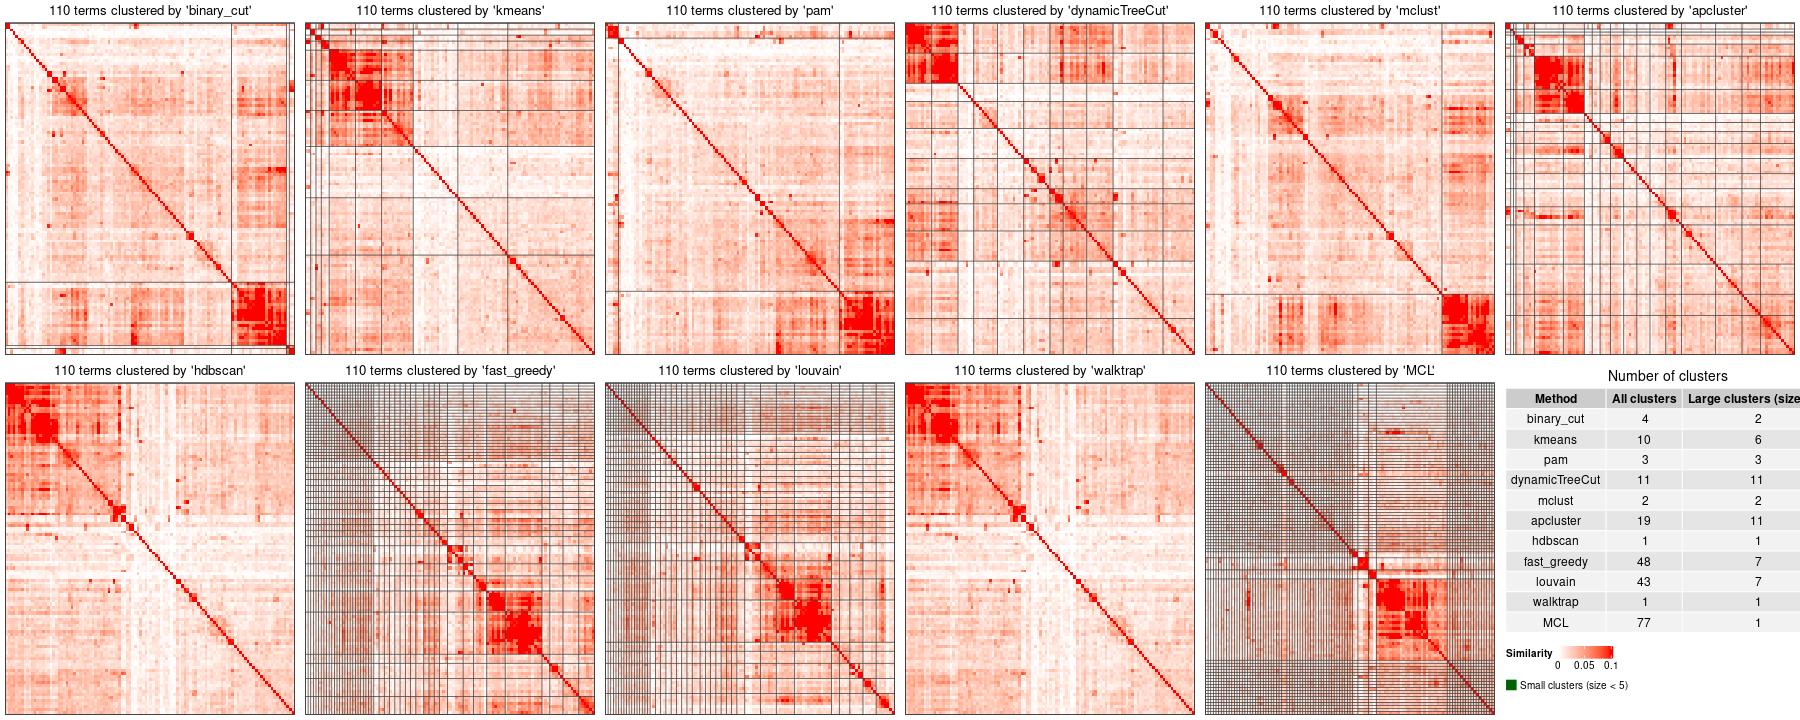 110 terms clustered by 'binary_cut'
110 terms clustered by 'kmeans'
110 terms clustered by 'pam'
110 terms clustered by 'dynamicTreeCut'
110 terms clustered by 'mclust'
110 terms clustered by 'apcluster'
110 terms clustered by 'hdbscan'
110 terms clustered by 'fast_greedy'
110 terms clustered by 'louvain'
110 terms clustered by 'walktrap'
110 terms clustered by 'MCL'
Number of clusters
Method All clusters Large clusters (size
binary_cut 4 2
kmeans 10 6
pam 3 3
dynamicTreeCut 11 11
mclust 2 2
apcluster 19 11
hdbscan 1 1
fast_greedy 48 7
louvain 43 7
walktrap 1 1
MCL 77 1
Similarity
0 0.05 0.1
Small clusters (size < 5)